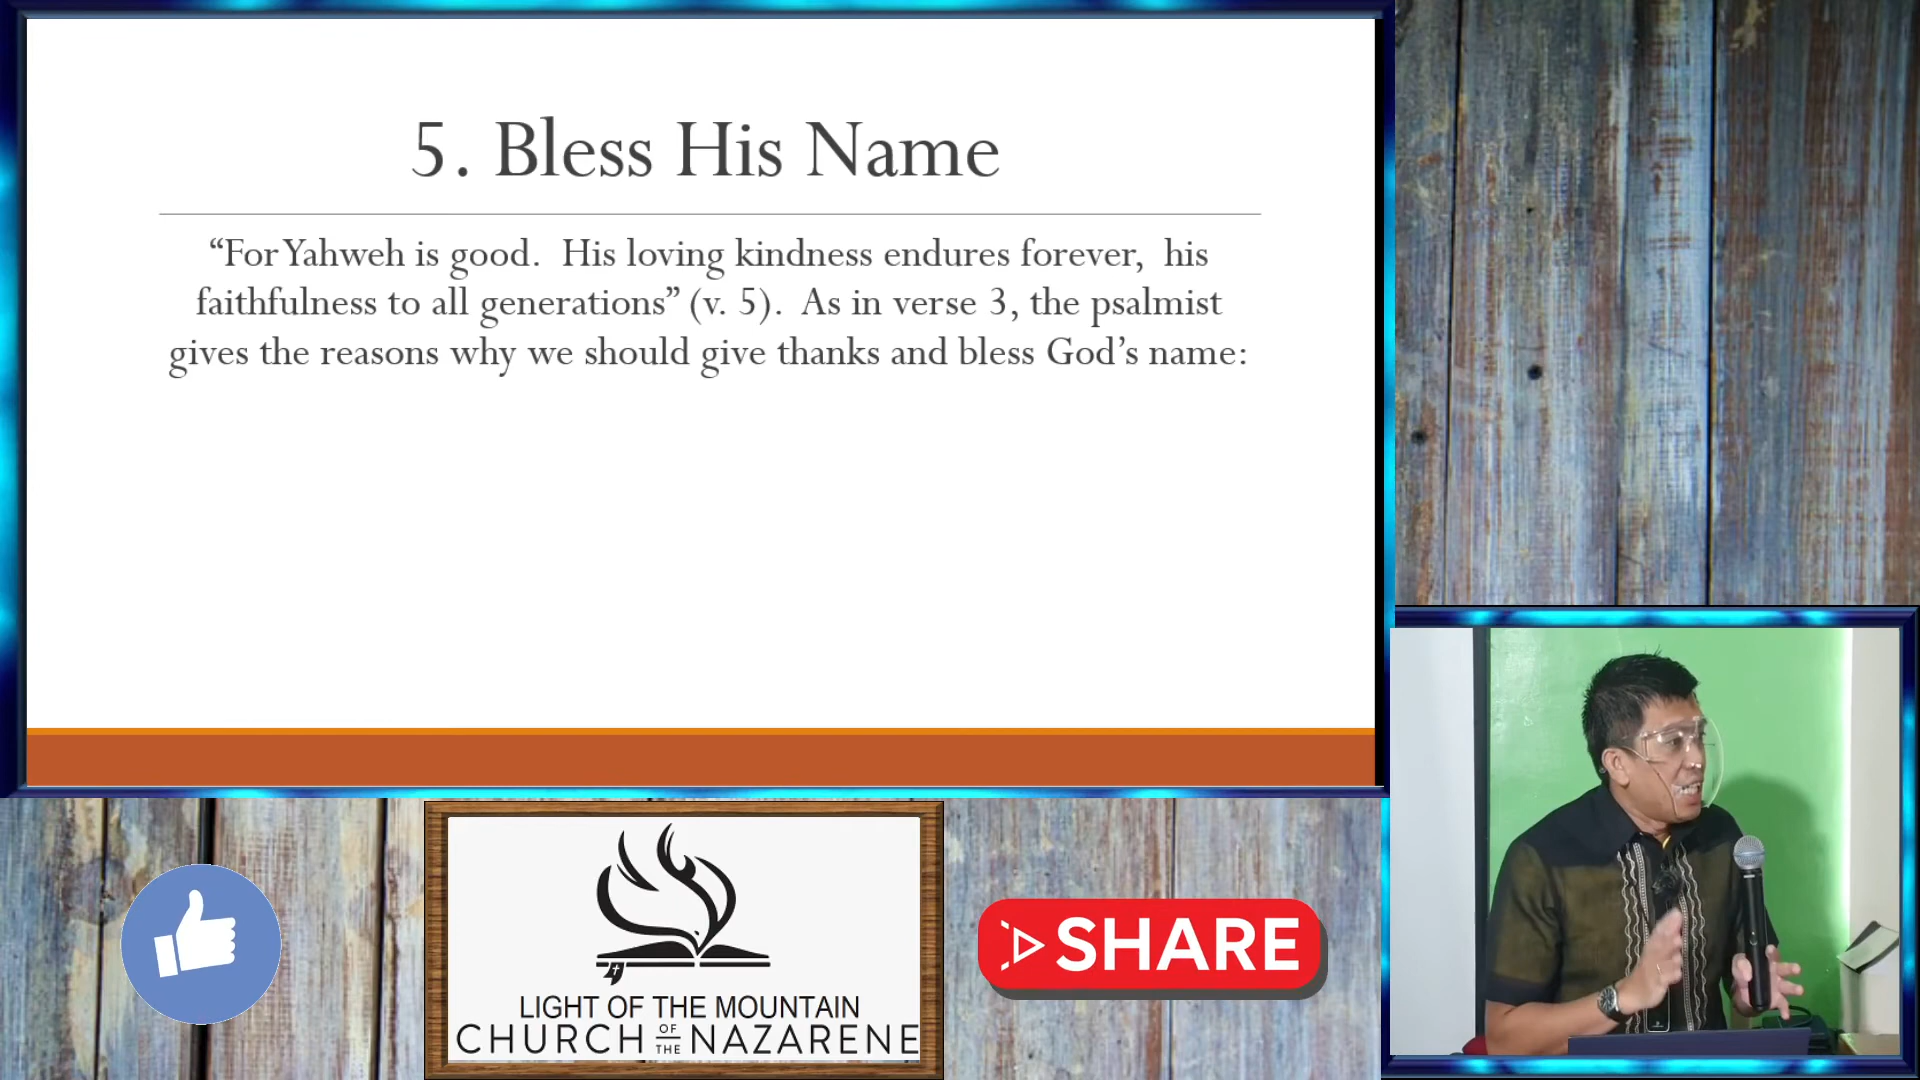 5. Bless His Name
“For Yahweh is good.  His loving kindness endures forever,  his
faithfulness to all generations” (v. 5).  As in verse 3, the psalmist
gives the reasons why we should give thanks and bless God’s name:
LIGHT OF THE MOUNTAIN
CHURCH OF THE NAZARENE
SHARE